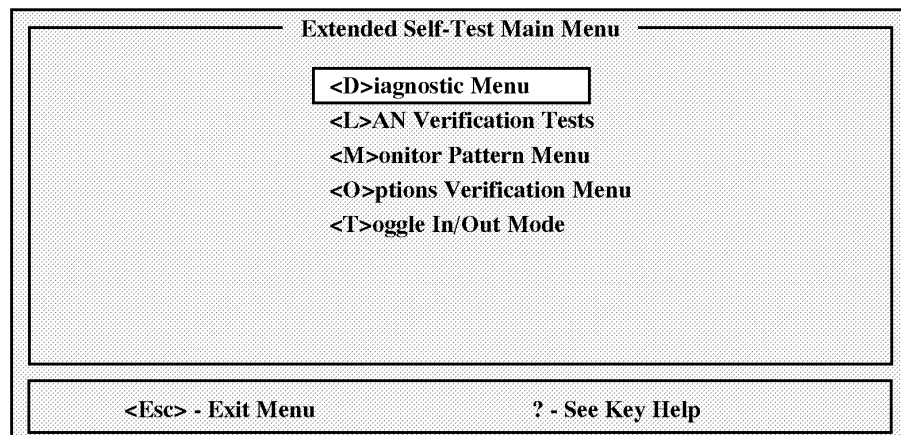 Extended Self-Test Main Menu
<D>iagnostic Menu
<L>AN Verification Tests
<M>onitor Pattern Menu
<O>ptions Verification Menu
<T>oggle In/Out Mode
<Esc> - Exit Menu ? - See Key Help